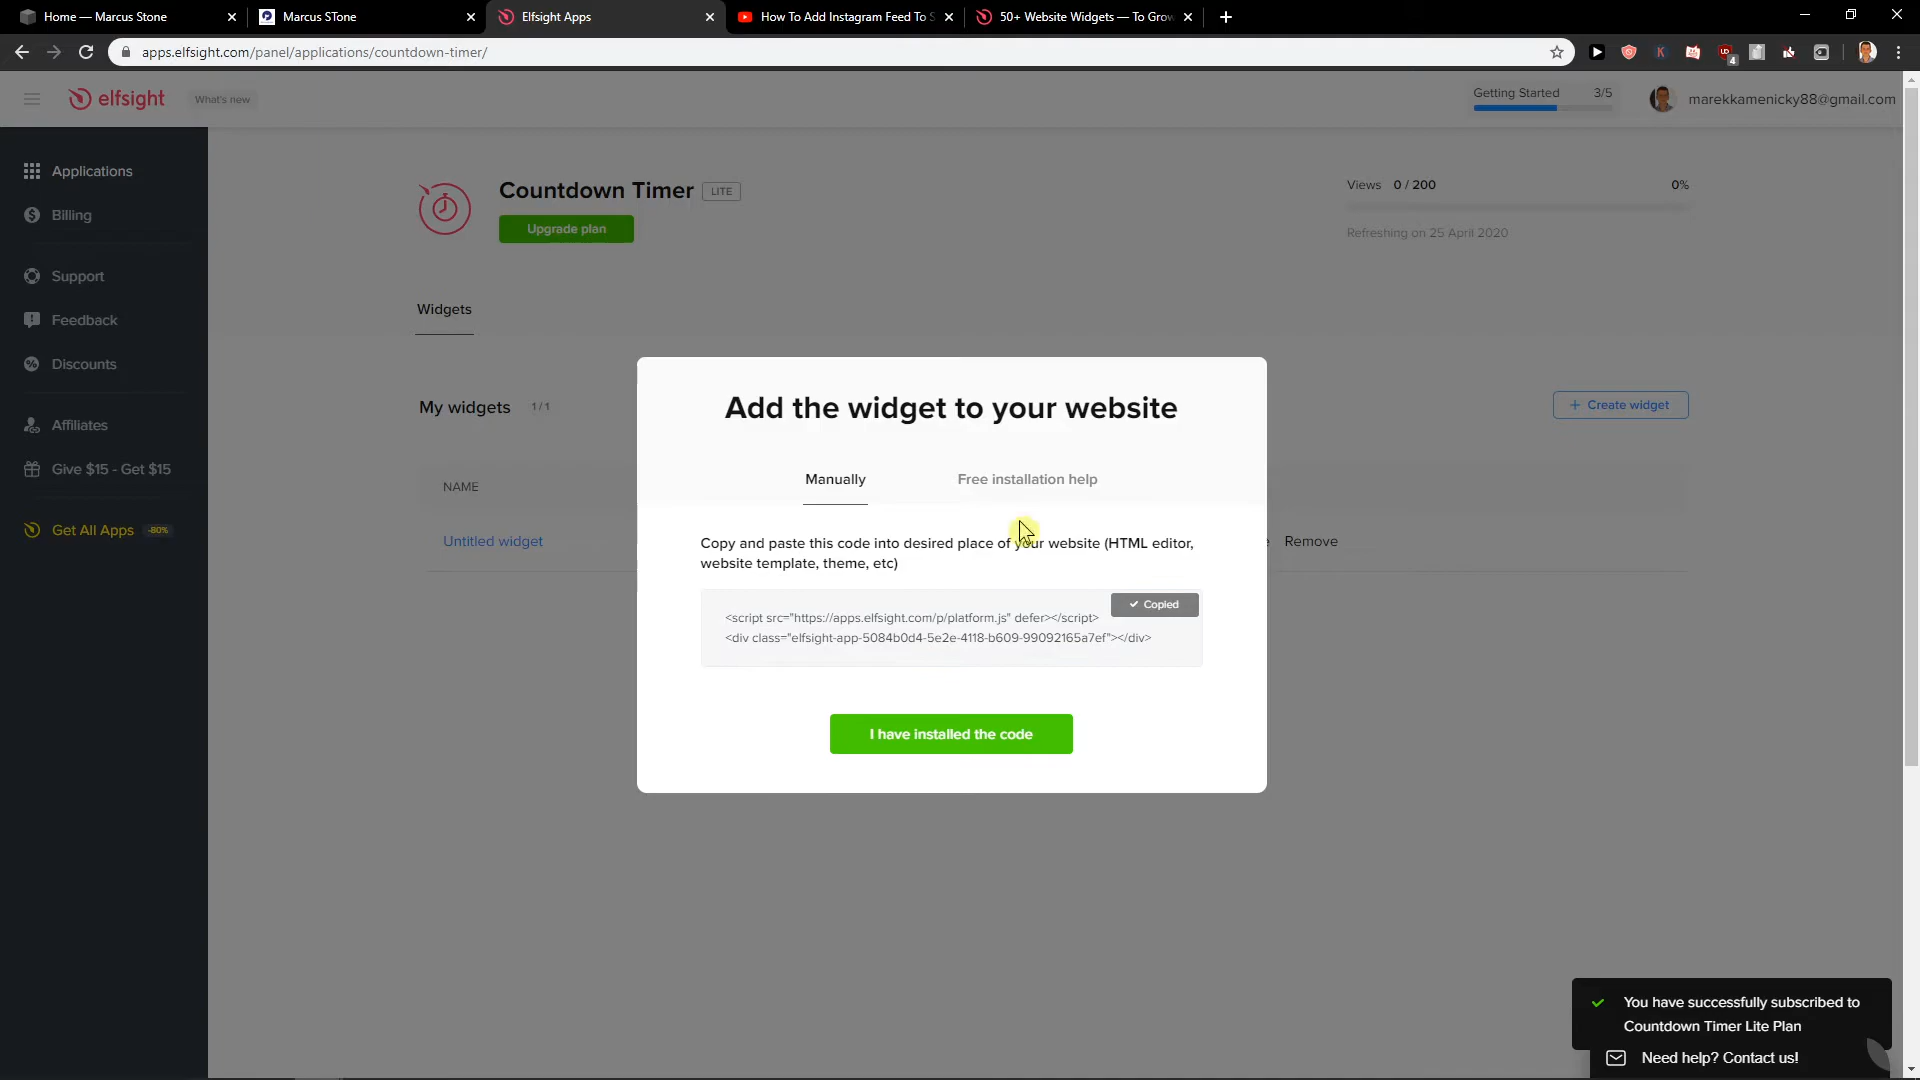 Home — Marcus Stone
Marcus STone
Elfsight Apps
How To Add Instagram Feed To S
50+ Website Widgets — To Grow
apps.elfsight.com/panel/applications/countdown-timer/
4
elfsight
What's new
Getting Started 3/5
marekkamenicky88@gmail.com
Applications
Billing
Support
Feedback
Discounts
Affiliates
Give $15 - Get $15
Get All Apps -80%
Countdown Timer LITE
Upgrade plan
Views 0 / 200 0%
Refreshing on 25 April 2020
Widgets
My widgets 1/1
+ Create widget
NAME
Untitled widget
Remove
Add the widget to your website
Manually
Free installation help
Copy and paste this code into desired place of your website (HTML editor,
website template, theme, etc)
Copied
<script src="https://apps.elfsight.com/p/platform.js" defer></script>
<div class="elfsight-app-5084b0d4-5e2e-4118-b609-99092165a7ef"></div>
I have installed the code
You have successfully subscribed to
Countdown Timer Lite Plan
Need help? Contact us!